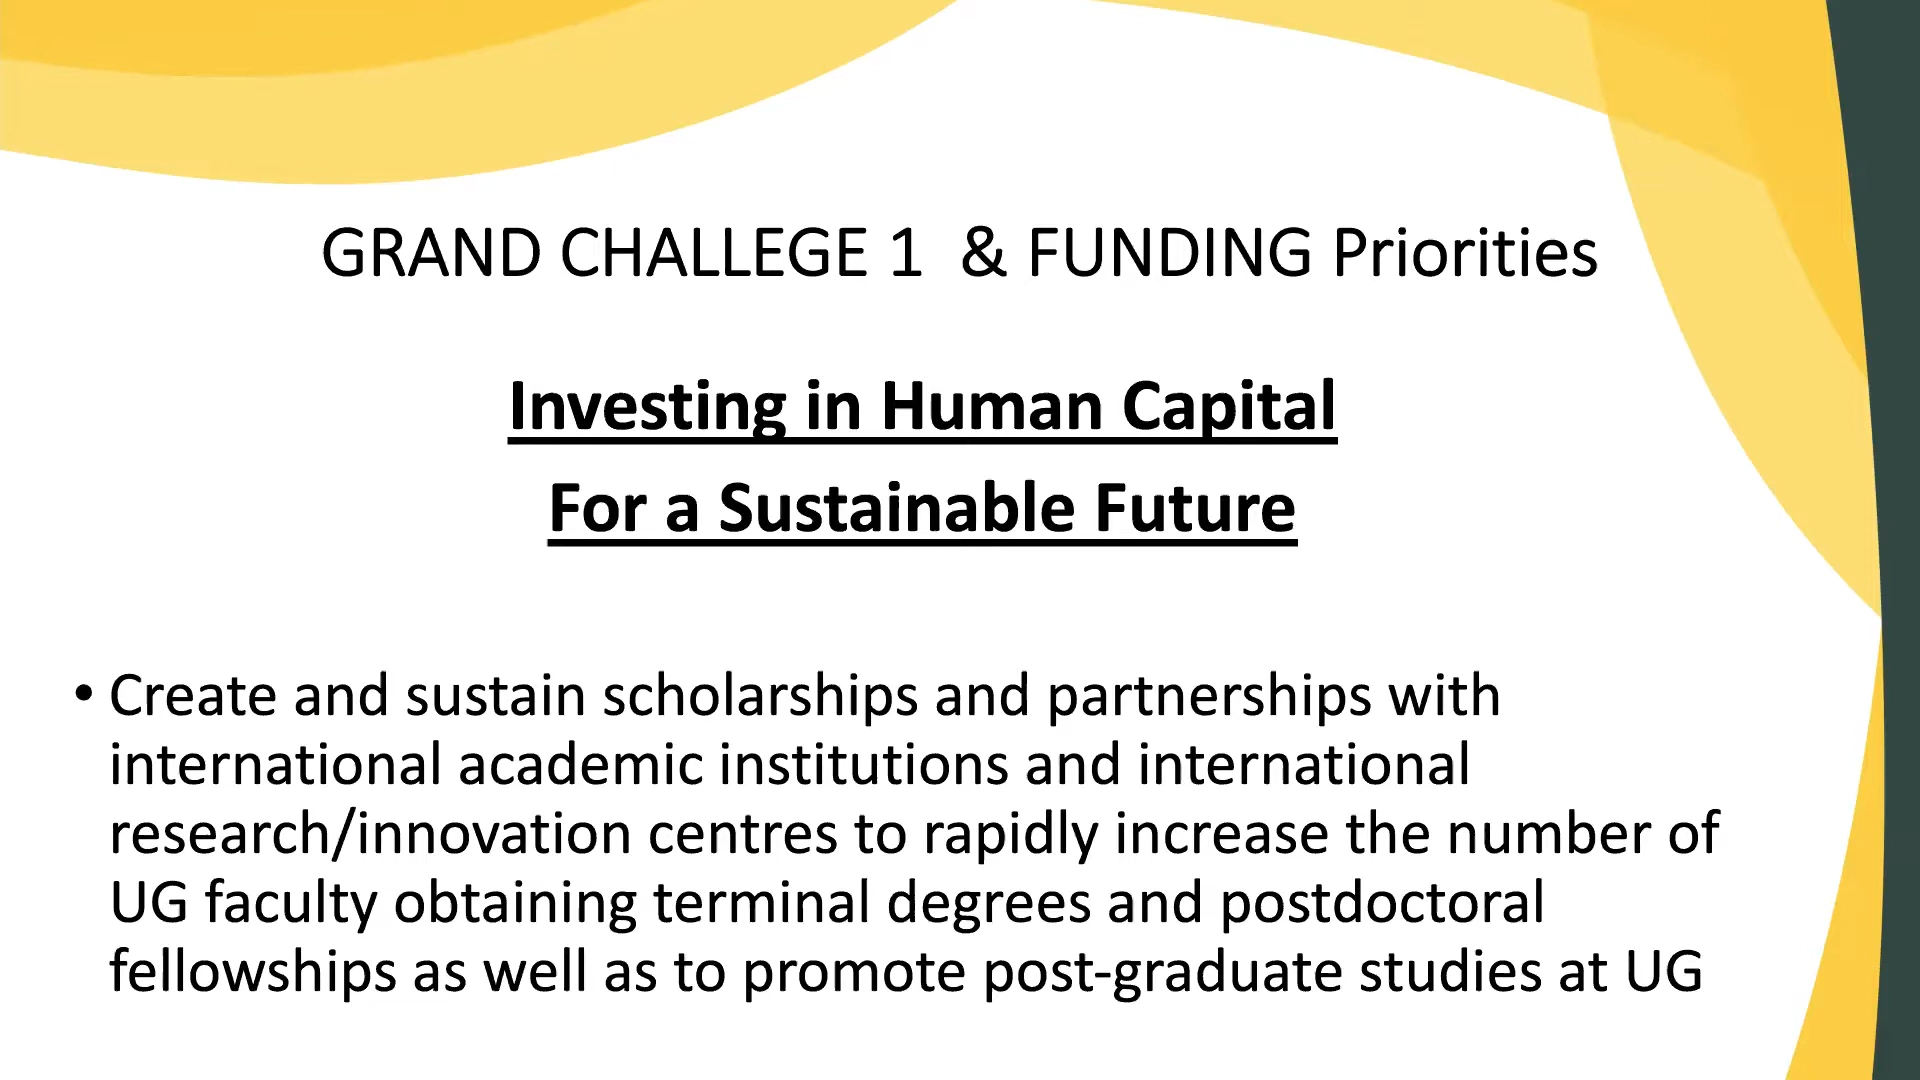 GRAND CHALLEGE 1  & FUNDING Priorities
Investing in Human Capital
For a Sustainable Future
• Create and sustain scholarships and partnerships with
international academic institutions and international
research/innovation centres to rapidly increase the number of
UG faculty obtaining terminal degrees and postdoctoral
fellowships as well as to promote post-graduate studies at UG